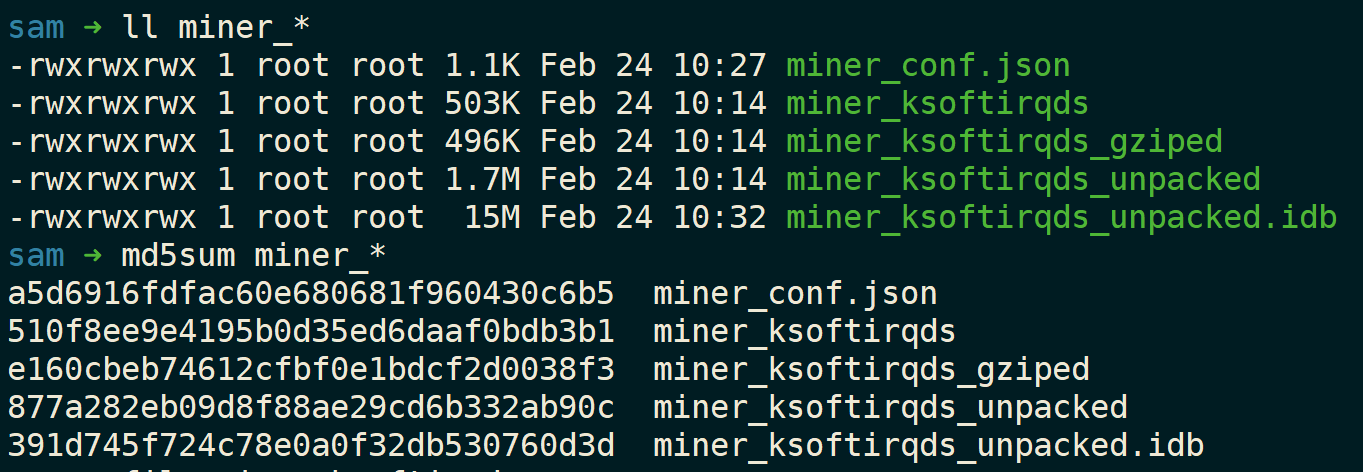 sam → ll miner_*
-rwxrwxrwx 1 root root 1.1K Feb 24 10:27 miner_conf.json
-rwxrwxrwx 1 root root 503K Feb 24 10:14 miner_ksoftirqds
-rwxrwxrwx 1 root root 496K Feb 24 10:14 miner_ksoftirqds_gziped
-rwxrwxrwx 1 root root 1.7M Feb 24 10:14 miner_ksoftirqds_unpacked
-rwxrwxrwx 1 root root  15M Feb 24 10:32 miner_ksoftirqds_unpacked.idb
sam → md5sum miner_*
a5d6916fdfac60e680681f960430c6b5  miner_conf.json
510f8ee9e4195b0d35ed6daaf0bdb3b1  miner_ksoftirqds
e160cbeb74612cfbf0e1bdcf2d0038f3  miner_ksoftirqds_gziped
877a282eb09d8f88ae29cd6b332ab90c  miner_ksoftirqds_unpacked
391d745f724c78e0a0f32db530760d3d  miner_ksoftirqds_unpacked.idb